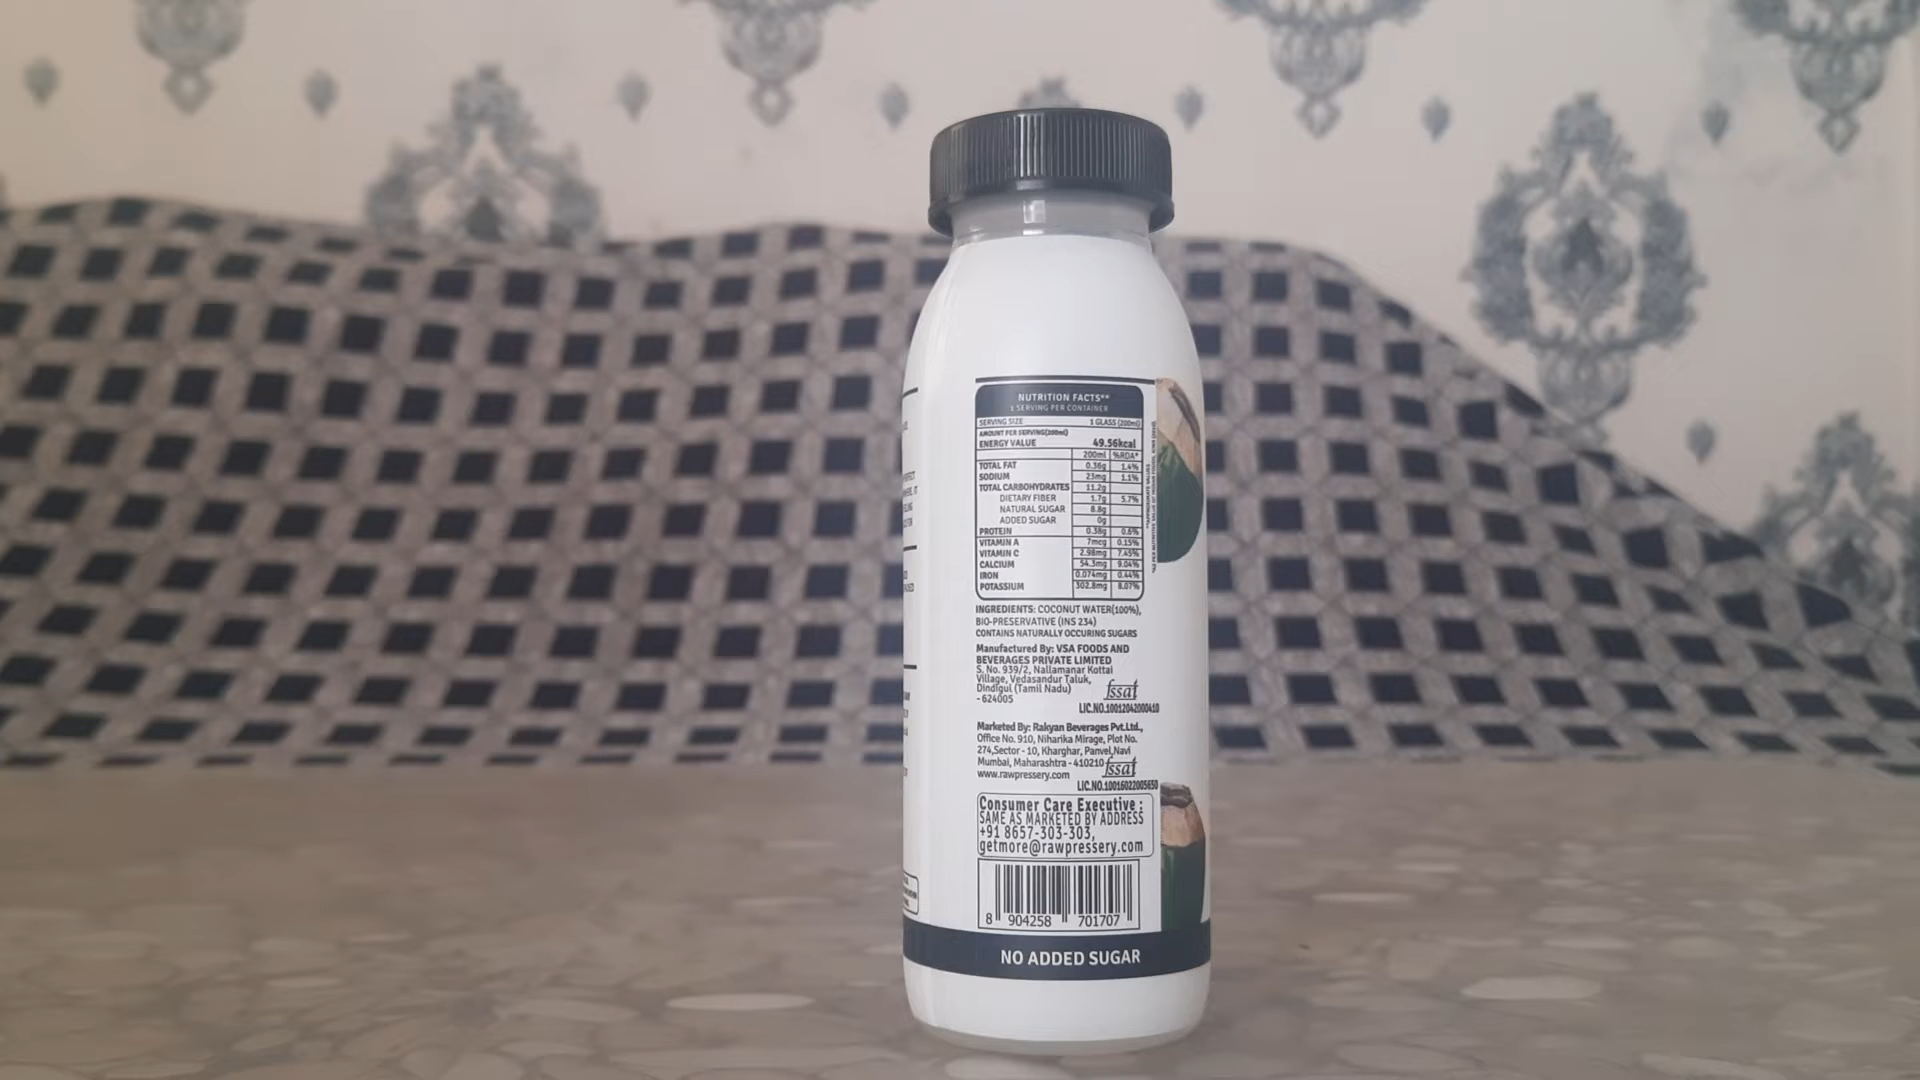 NUTRITION FACTS**
1 SERVING PER CONTAINER
SERVING SIZE 1 GLASS (200ml)
AMOUNT PER SERVING(200ml)
ENERGY VALUE 49.56kcal
200ml %RDA*
TOTAL FAT 0.36g 1.4%
SODIUM 23mg 1.1%
TOTAL CARBOHYDRATES 11.2g
DIETARY FIBER 1.7g 5.7%
NATURAL SUGAR 8.8g
ADDED SUGAR 0g
PROTEIN 0.38g 0.6%
VITAMIN A 7mcg 0.15%
VITAMIN C 2.98mg 7.45%
CALCIUM 54.3mg 9.04%
IRON 0.074mg 0.44%
POTASSIUM 302.8mg 8.07%
INGREDIENTS: COCONUT WATER(100%),
BIO-PRESERVATIVE (INS 234)
CONTAINS NATURALLY OCCURING SUGARS
Manufactured By: VSA FOODS AND
BEVERAGES PRIVATE LIMITED
S. No. 939/2, Nallamanar Kottai
Village, Vedasandur Taluk,
Dindigul (Tamil Nadu)
- 624005
fssai
LIC.NO.10012042000410
Marketed By: Rakyan Beverages Pvt.Ltd.,
Office No. 910, Niharika Mirage, Plot No.
274,Sector - 10, Kharghar, Panvel,Navi
Mumbai, Maharashtra - 410210
www.rawpressery.com
fssai
LIC.NO.10016022005650
Consumer Care Executive :
SAME AS MARKETED BY ADDRESS
+91 8657-303-303,
getmore@rawpressery.com
8 904258 701707
NO ADDED SUGAR